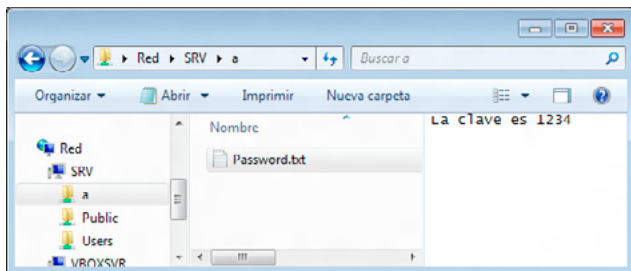 Red ▸ SRV ▸ a
Buscar a
Organizar
Abrir
Imprimir
Nueva carpeta
Nombre
La clave es 1234
Red
SRV
Password.txt
a
Public
Users
VBOXSVR